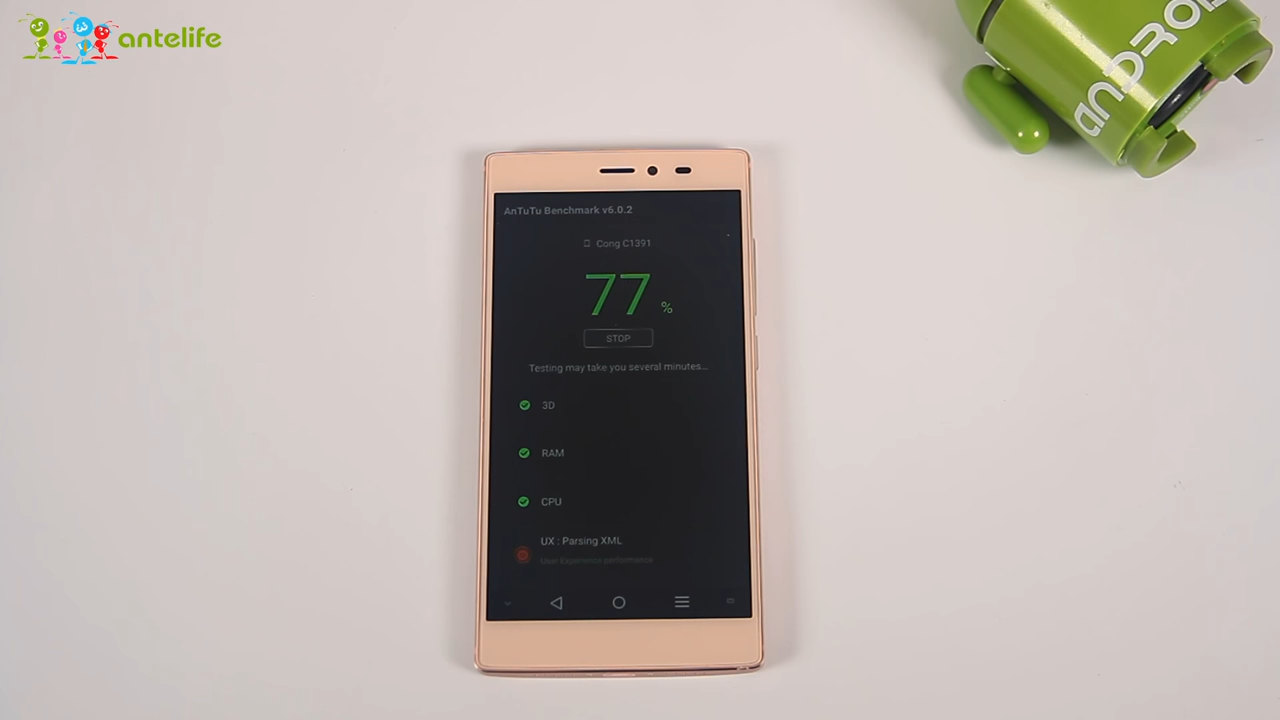 antelife
ANDROID
AnTuTu Benchmark v6.0.2
Cong C1391
77 %
STOP
Testing may take you several minutes...
3D
RAM
CPU
UX : Parsing XML
User Experience performance